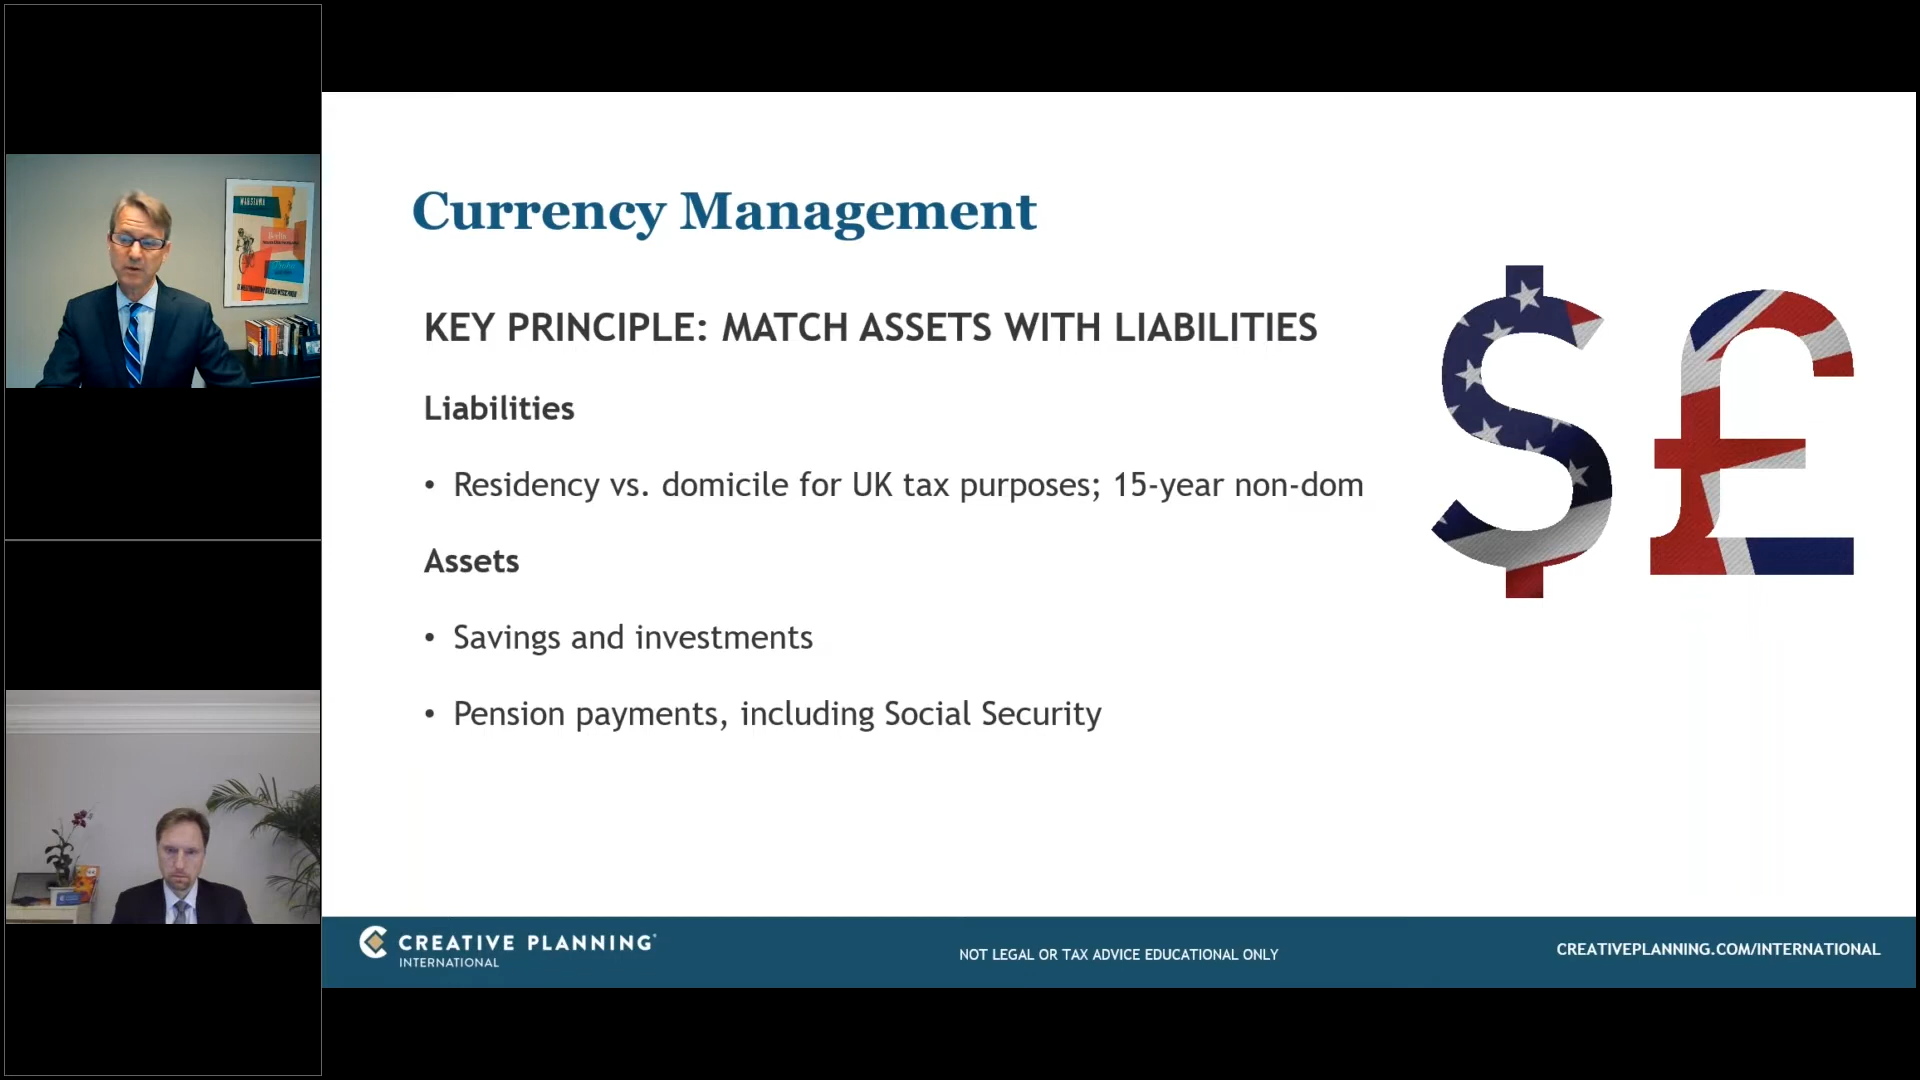 WARSZAWA
Berlin
Currency Management
KEY PRINCIPLE: MATCH ASSETS WITH LIABILITIES
Liabilities
• Residency vs. domicile for UK tax purposes; 15-year non-dom
Assets
• Savings and investments
• Pension payments, including Social Security
$£
CREATIVE PLANNING
INTERNATIONAL
NOT LEGAL OR TAX ADVICE EDUCATIONAL ONLY
CREATIVEPLANNING.COM/INTERNATIONAL